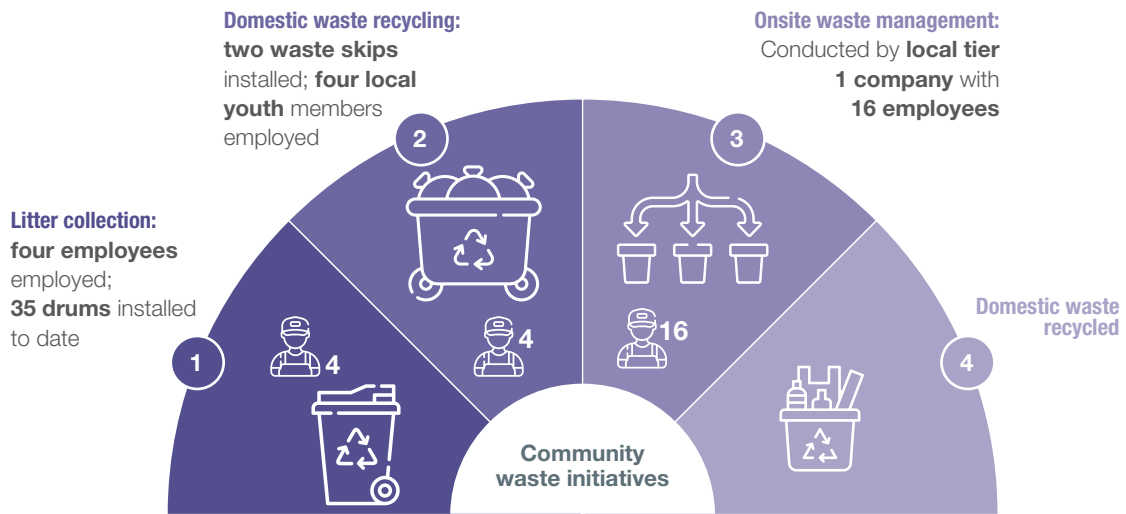 Litter collection:
four employees
employed;
35 drums installed
to date
1
4
Domestic waste recycling:
two waste skips
installed; four local
youth members
employed
2
4
Onsite waste management:
Conducted by local tier
1 company with
16 employees
3
16
Domestic waste
recycled
4
Community
waste initiatives